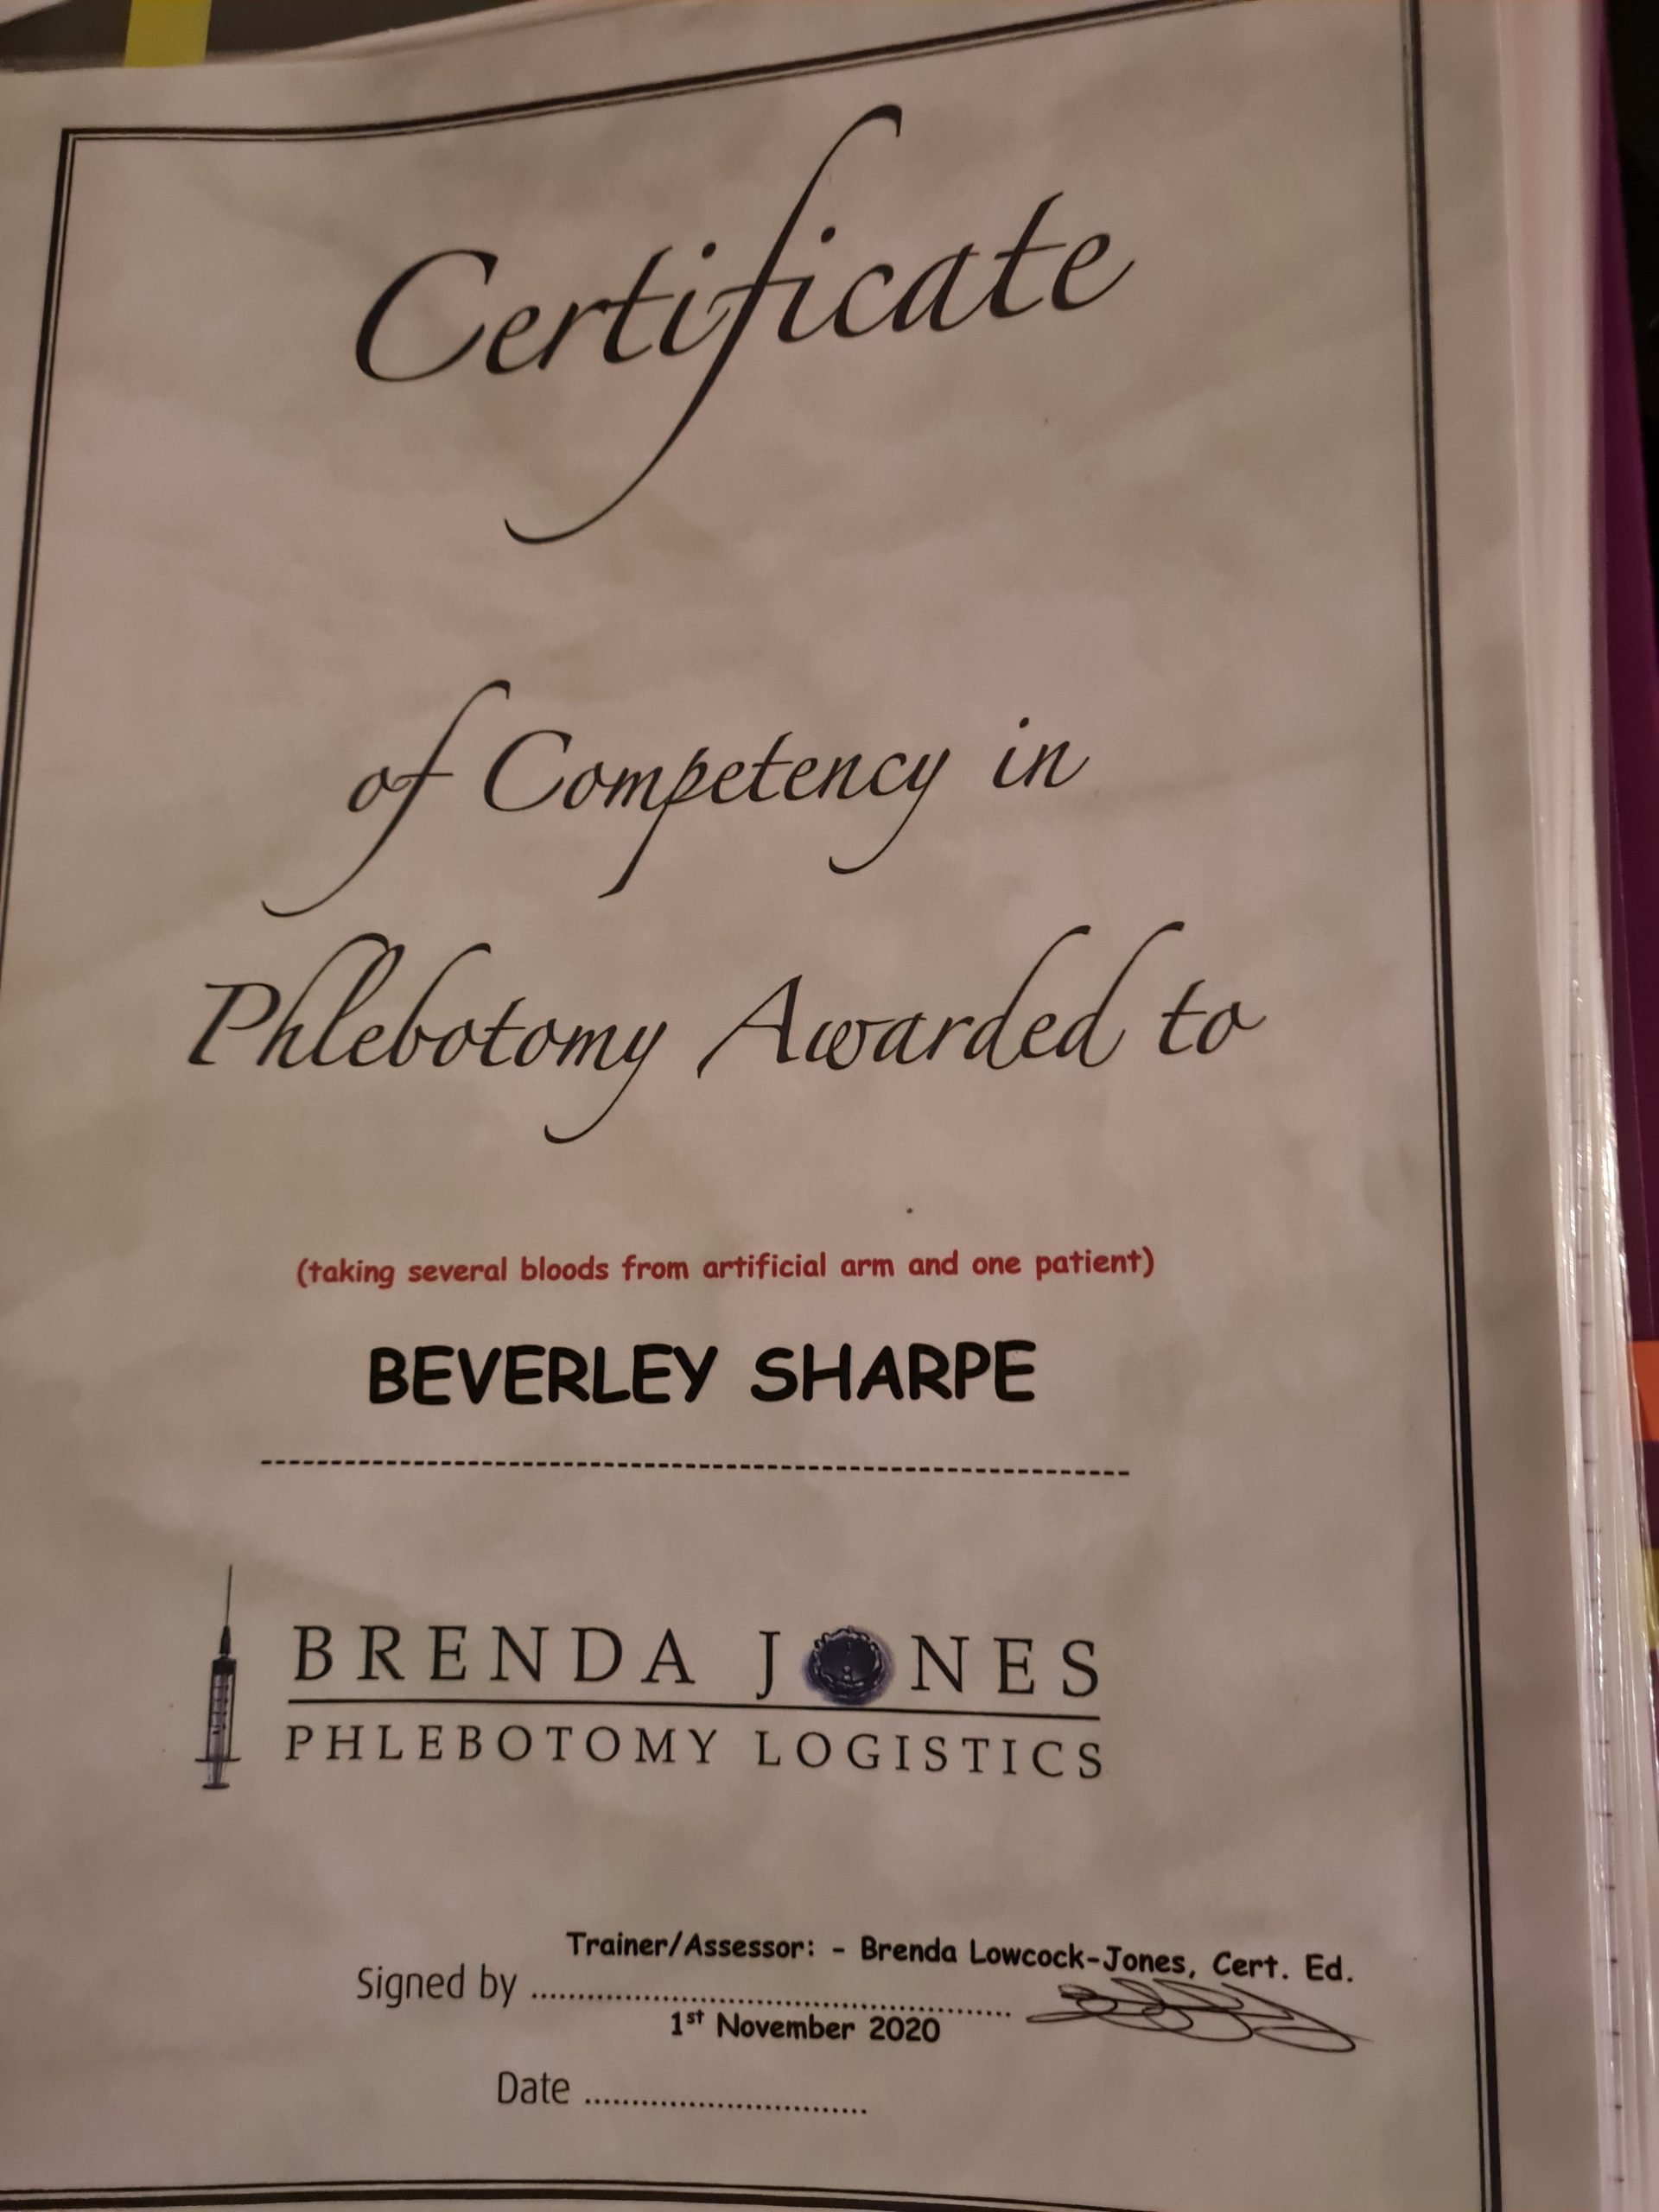 Certificate
of Competency in
Phlebotomy Awarded to
(taking several bloods from artificial arm and one patient)
BEVERLEY SHARPE
BRENDA JONES
PHLEBOTOMY LOGISTICS
Trainer/Assessor: - Brenda Lowcock-Jones, Cert. Ed.
Signed by ..................................................
1st November 2020
Date ..............................